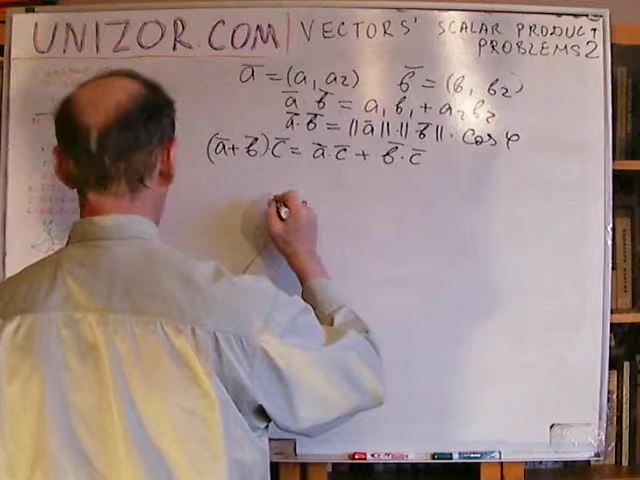 UNIZOR.COM | VECTORS' SCALAR PRODUCT
PROBLEMS 2
a̅ = (a₁ a₂) b̅ = (b₁ b₂)
a̅ · b̅ = a₁b₁ + a₂b₂
a̅·b̅ = ||a̅||·||b̅||·cos φ
(a̅+b̅)c̅ = a̅·c̅ + b̅·c̅